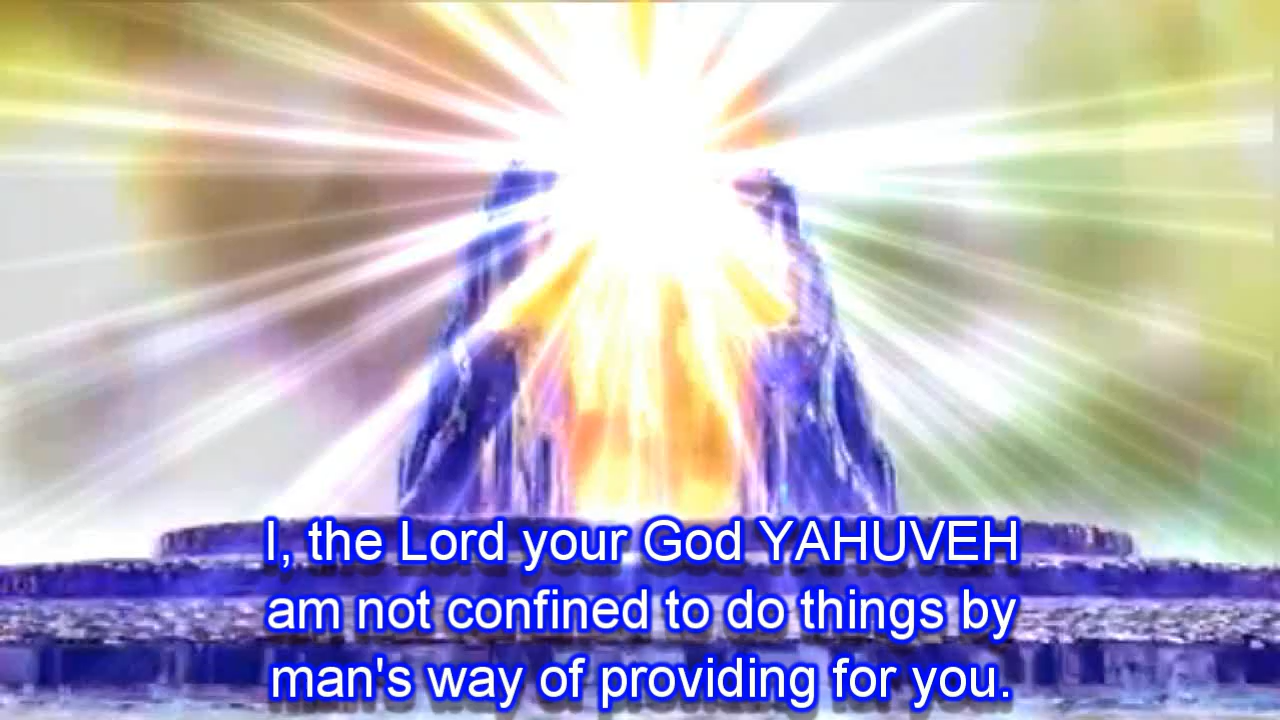 I, the Lord your God YAHUVEH
am not confined to do things by
man's way of providing for you.